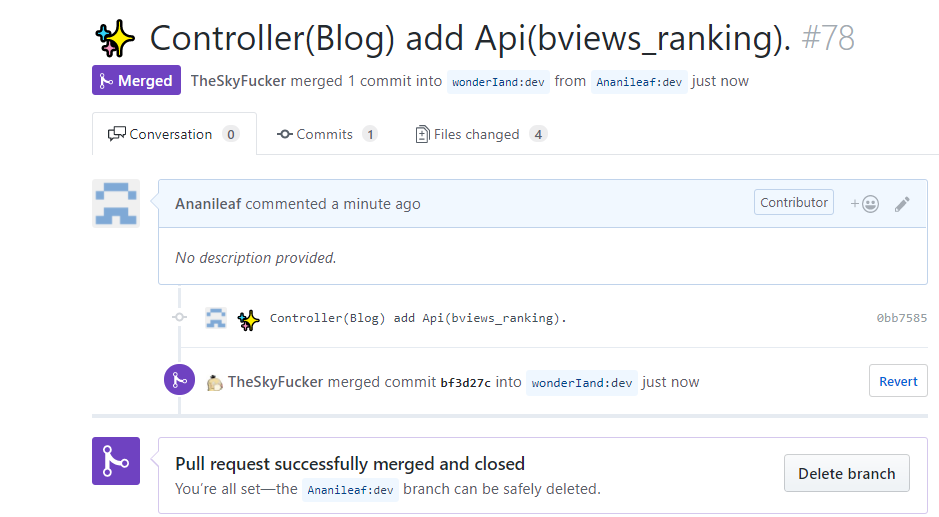 Controller(Blog) add Api(bviews_ranking). #78
Merged TheSkyFucker merged 1 commit into wonderIand:dev from Ananileaf:dev just now
Conversation 0 Commits 1 Files changed 4
Ananileaf commented a minute ago Contributor +
No description provided.
Controller(Blog) add Api(bviews_ranking). 0bb7585
TheSkyFucker merged commit bf3d27c into wonderIand:dev just now Revert
Pull request successfully merged and closed
You’re all set—the Ananileaf:dev branch can be safely deleted. Delete branch